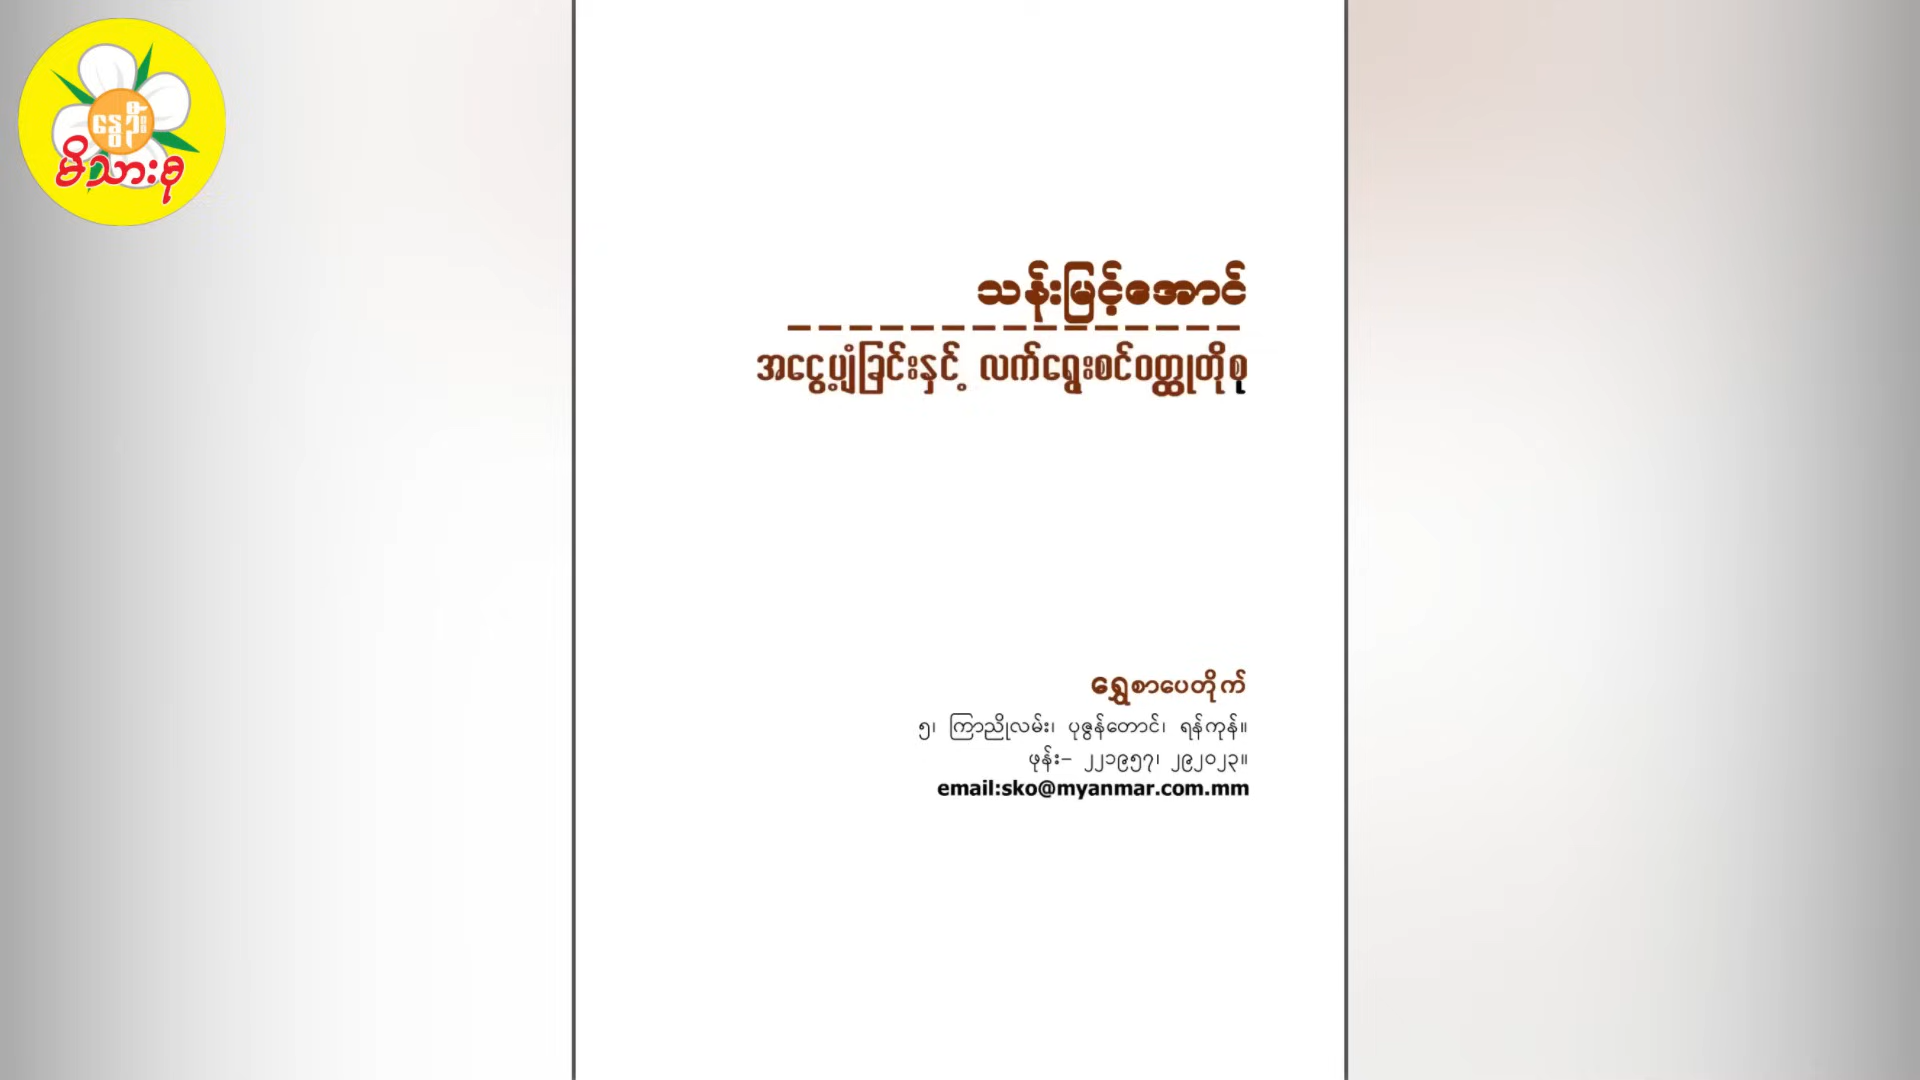 နွေဦး
မိသားစု
သန်းမြင့်အောင်
အငွေ့ပျံခြင်းနှင့် လက်ရွေးစင်ဝတ္ထုတိုစု
ရွှေစာပေတိုက်
၅၊ ကြာညိုလမ်း၊ ပုဇွန်တောင်၊ ရန်ကုန်။
ဖုန်း– ၂၂၁၉၅၇၊ ၂၉၂၀၂၃။
email:sko@myanmar.com.mm